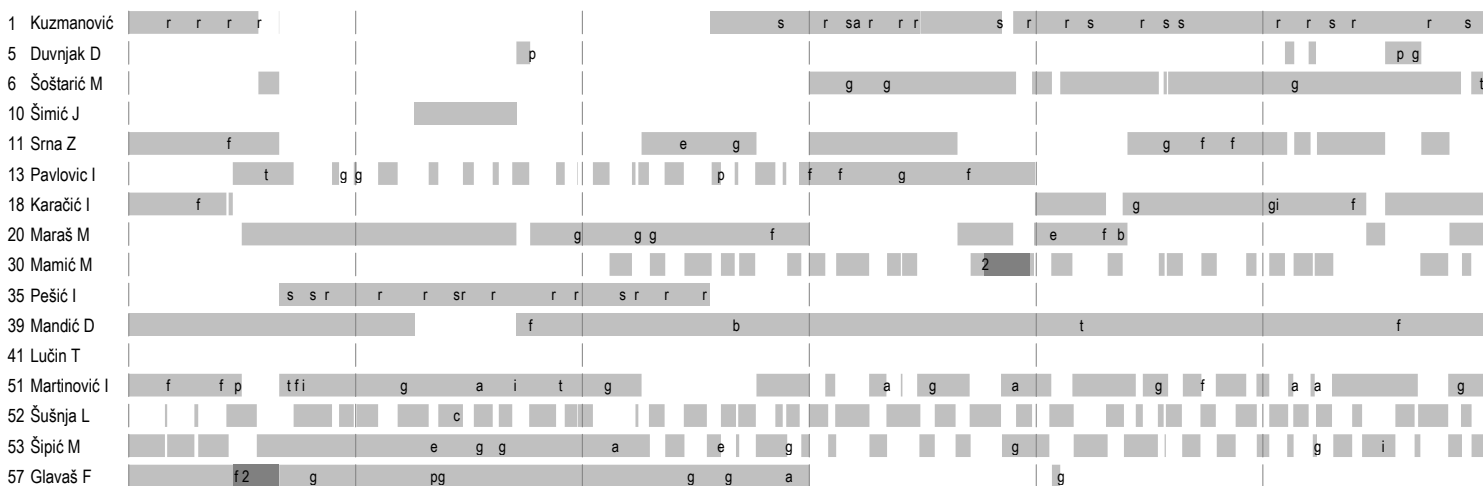 1 Kuzmanović r r r r s r sa r r r s r r s r s s r r s r r s
5 Duvnjak D p p g
6 Šoštarić M g g g t
10 Šimić J
11 Srna Z f e g g f f
13 Pavlovic I t g g p f f g f
18 Karačić I f g gi f
20 Maraš M g g g f e f b
30 Mamić M 2
35 Pešić I s s r r r sr r r r s r r r
39 Mandić D f b t f
41 Lučin T
51 Martinović I f f p t f i g a i t g a g a g f a a g
52 Šušnja L c
53 Šipić M e g g a e g g g i
57 Glavaš F f 2 g pg g g a g